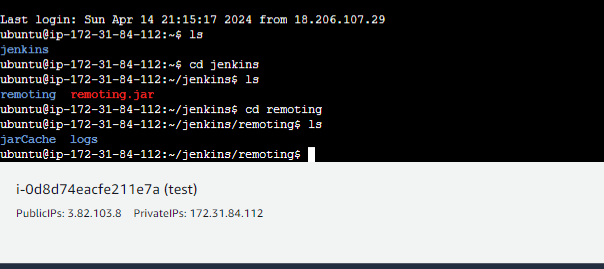 Last login: Sun Apr 14 21:15:17 2024 from 18.206.107.29
ubuntu@ip-172-31-84-112:~$ ls
jenkins
ubuntu@ip-172-31-84-112:~$ cd jenkins
ubuntu@ip-172-31-84-112:~/jenkins$ ls
remoting  remoting.jar
ubuntu@ip-172-31-84-112:~/jenkins$ cd remoting
ubuntu@ip-172-31-84-112:~/jenkins/remoting$ ls
jarCache  logs
ubuntu@ip-172-31-84-112:~/jenkins/remoting$
i-0d8d74eacfe211e7a (test)
PublicIPs: 3.82.103.8    PrivateIPs: 172.31.84.112